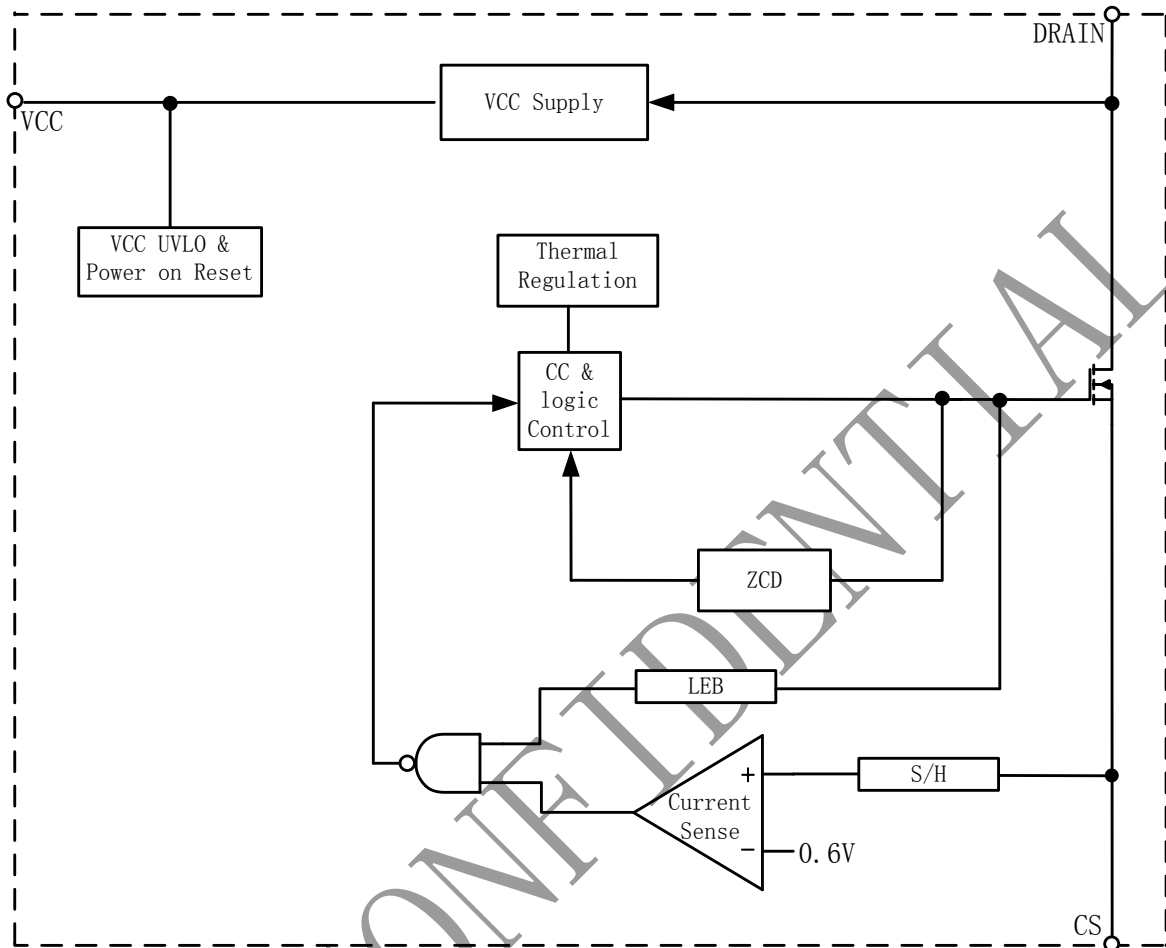 DRAIN
VCC
VCC Supply
VCC UVLO &
Power on Reset
Thermal
Regulation
CC &
logic
Control
ZCD
LEB
S/H
+
Current
Sense
−
0.6V
CS
ONFIDENTIAL